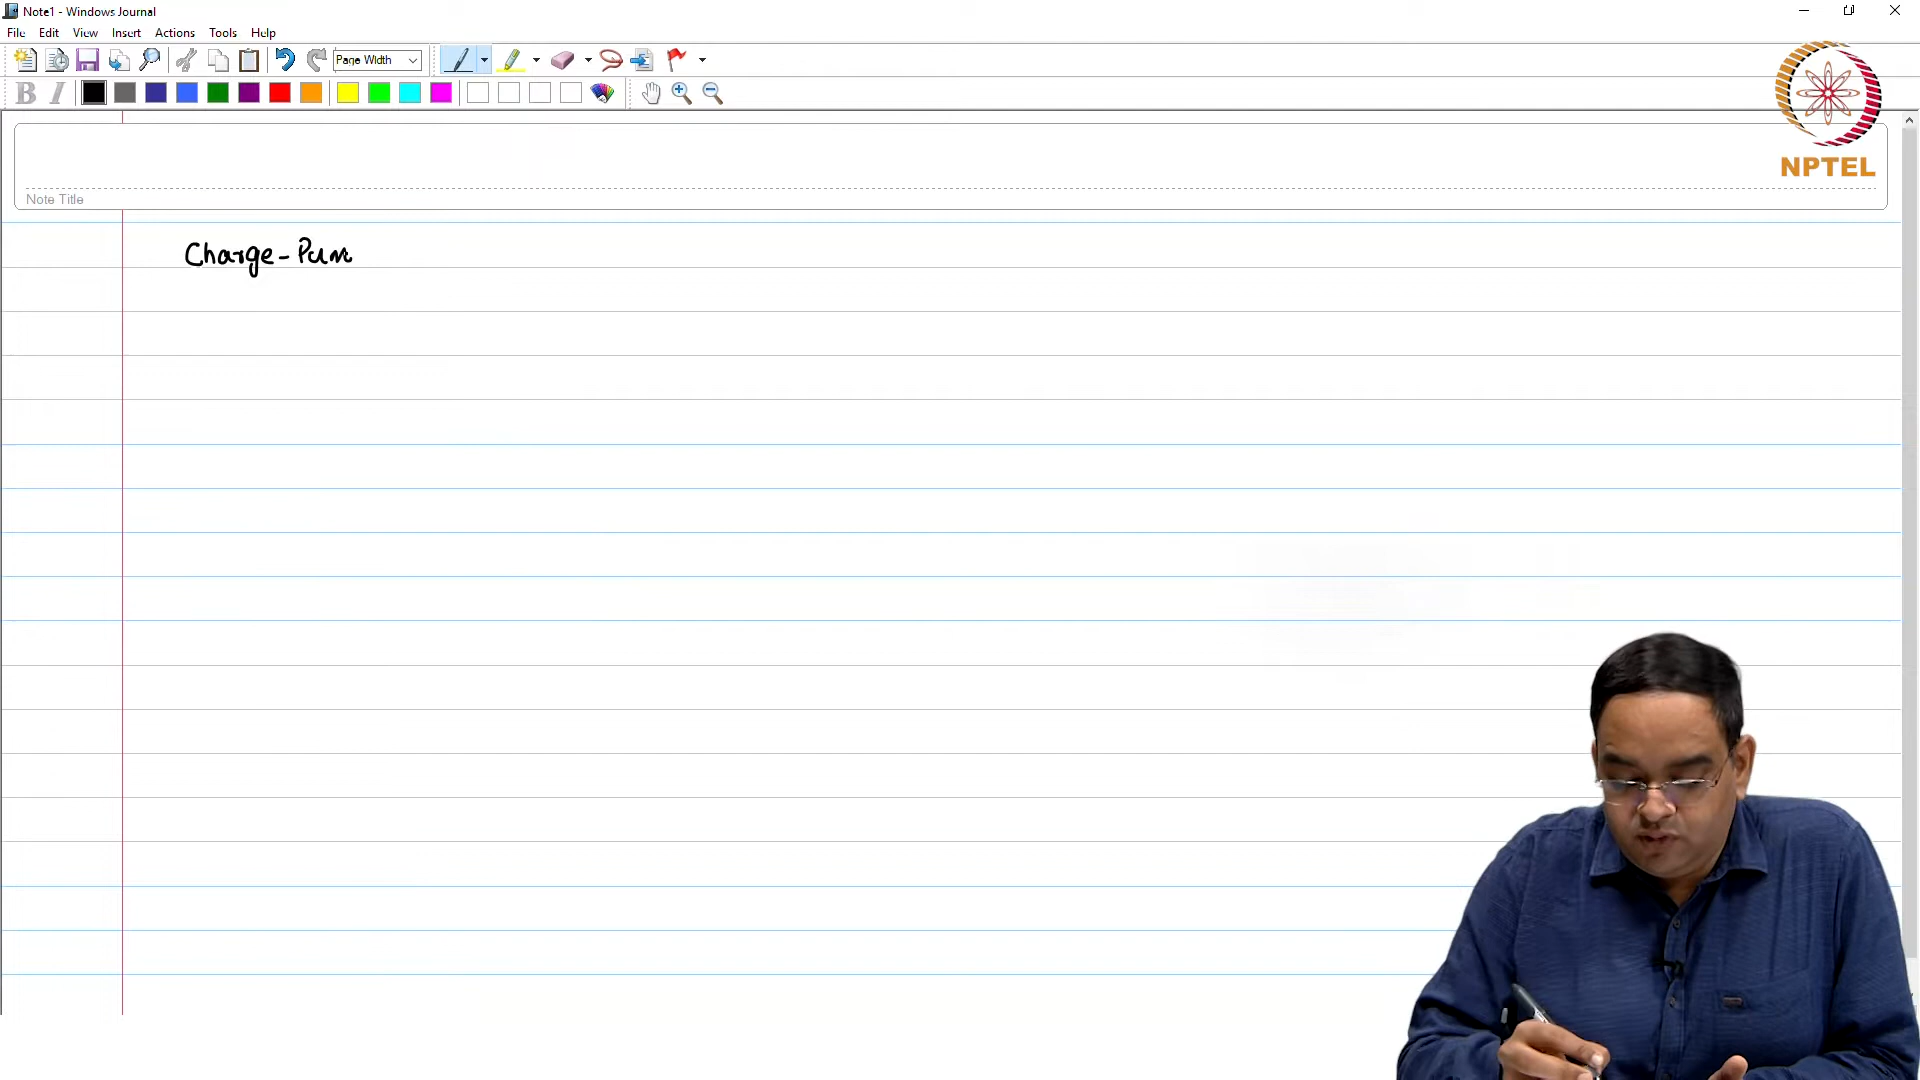 Note1 - Windows Journal
File Edit View Insert Actions Tools Help
Page Width
B I
NPTEL
Note Title
Charge-Pum